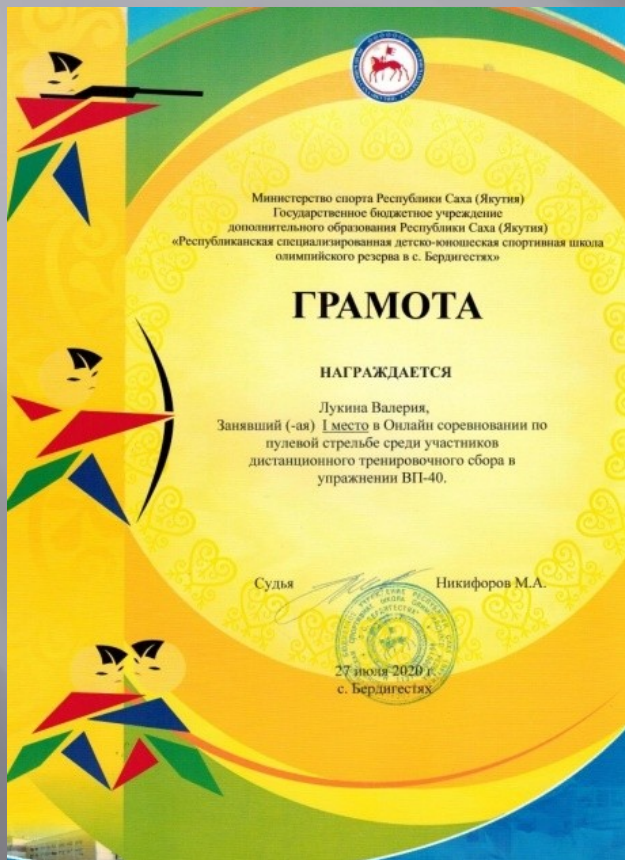 Министерство спорта Республики Саха (Якутия)
Государственное бюджетное учреждение
дополнительного образования Республики Саха (Якутия)
«Республиканская специализированная детско-юношеская спортивная школа
олимпийского резерва в с. Бердигестях»
ГРАМОТА
НАГРАЖДАЕТСЯ
Лукина Валерия,
Занявший (-ая) I место в Онлайн соревновании по
пулевой стрельбе среди участников
дистанционного тренировочного сбора в
упражнении ВП-40.
Судья Никифоров М.А.
27 июля 2020 г.
с. Бердигестях